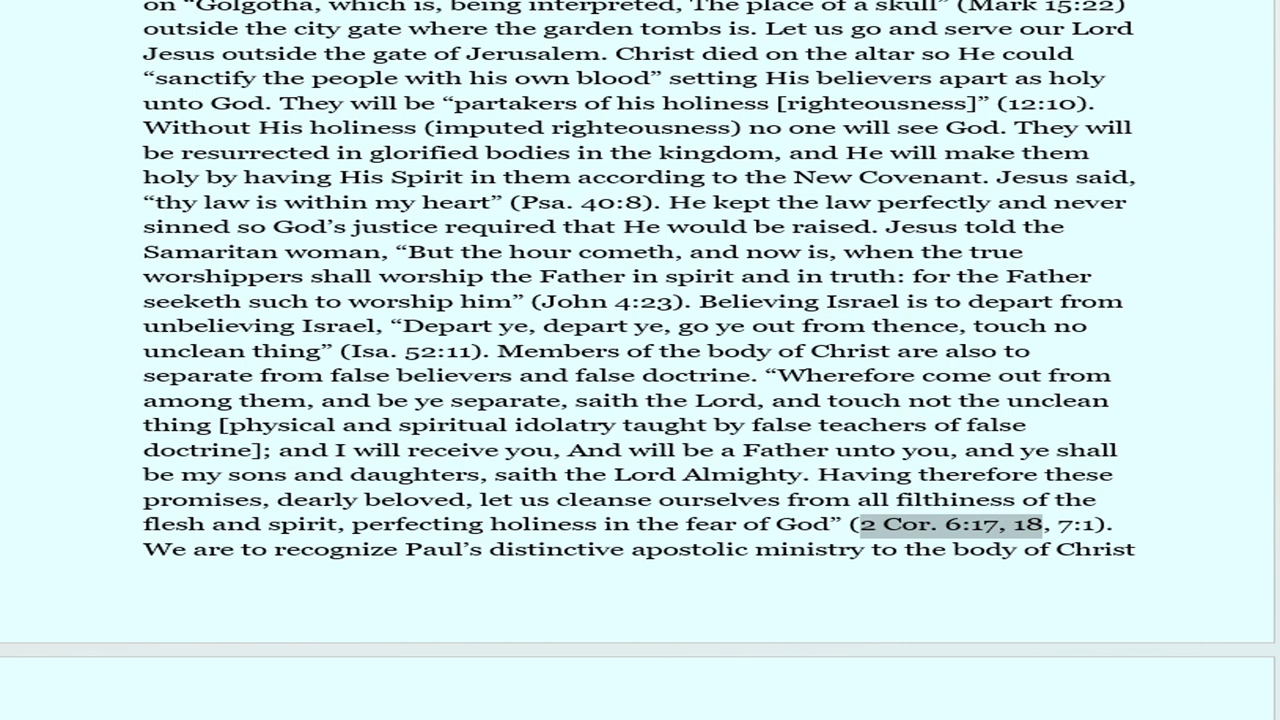 on “Golgotha, which is, being interpreted, The place of a skull” (Mark 15:22)
outside the city gate where the garden tombs is. Let us go and serve our Lord
Jesus outside the gate of Jerusalem. Christ died on the altar so He could
“sanctify the people with his own blood” setting His believers apart as holy
unto God. They will be “partakers of his holiness [righteousness]” (12:10).
Without His holiness (imputed righteousness) no one will see God. They will
be resurrected in glorified bodies in the kingdom, and He will make them
holy by having His Spirit in them according to the New Covenant. Jesus said,
“thy law is within my heart” (Psa. 40:8). He kept the law perfectly and never
sinned so God’s justice required that He would be raised. Jesus told the
Samaritan woman, “But the hour cometh, and now is, when the true
worshippers shall worship the Father in spirit and in truth: for the Father
seeketh such to worship him” (John 4:23). Believing Israel is to depart from
unbelieving Israel, “Depart ye, depart ye, go ye out from thence, touch no
unclean thing” (Isa. 52:11). Members of the body of Christ are also to
separate from false believers and false doctrine. “Wherefore come out from
among them, and be ye separate, saith the Lord, and touch not the unclean
thing [physical and spiritual idolatry taught by false teachers of false
doctrine]; and I will receive you, And will be a Father unto you, and ye shall
be my sons and daughters, saith the Lord Almighty. Having therefore these
promises, dearly beloved, let us cleanse ourselves from all filthiness of the
flesh and spirit, perfecting holiness in the fear of God” (2 Cor. 6:17, 18, 7:1).
We are to recognize Paul’s distinctive apostolic ministry to the body of Christ